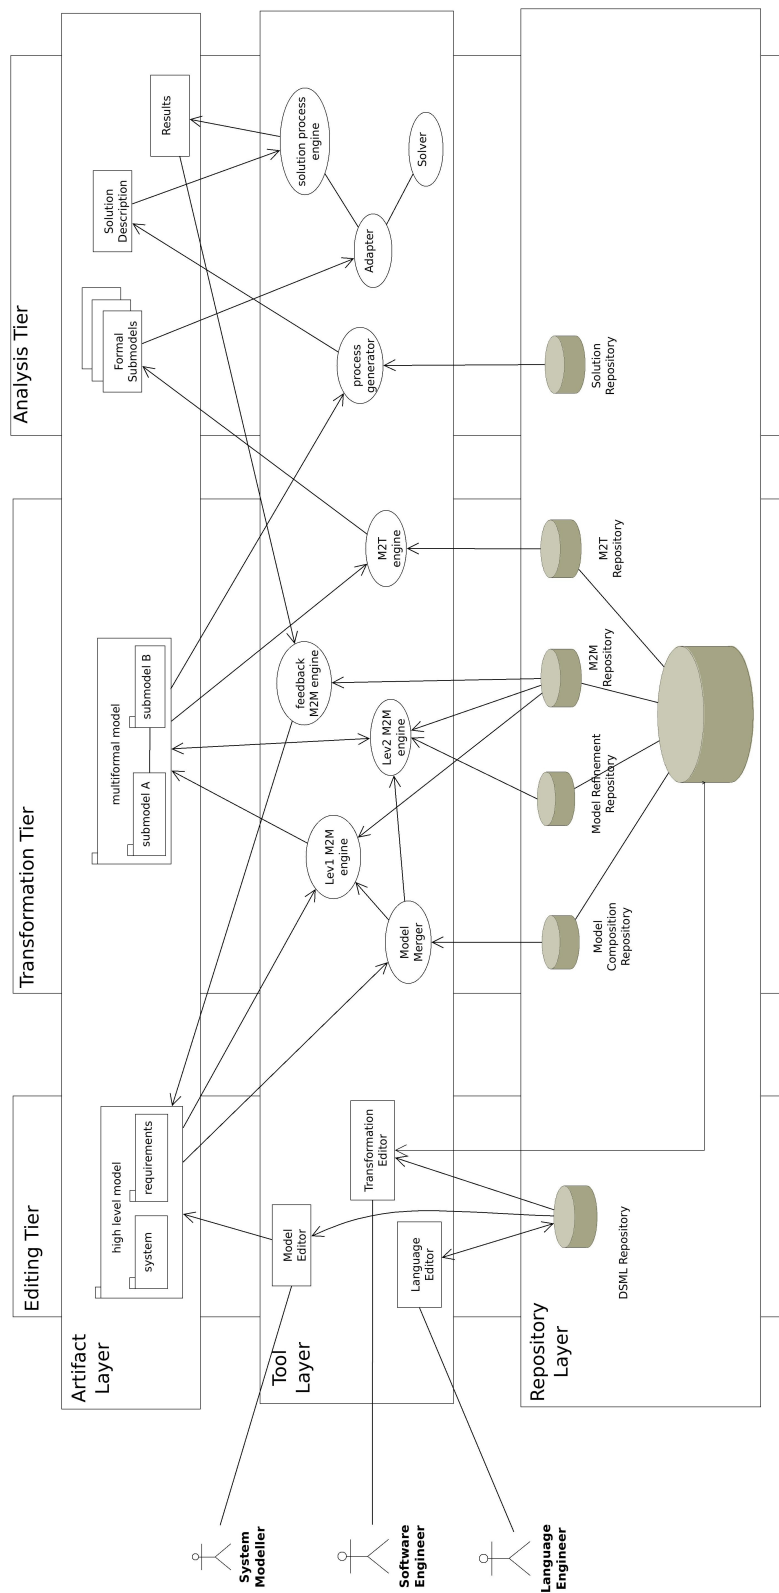 Editing Tier
Transformation Tier
Analysis Tier
Artifact
Layer
high level model
system
requirements
multiformal model
submodel A
submodel B
Formal
Submodels
Solution
Description
Results
Tool
Layer
Model
Editor
Language
Editor
Transformation
Editor
Model
Merger
Lev1 M2M
engine
Lev2 M2M
engine
feedback
M2M engine
M2T
engine
process
generator
Adapter
solution process
engine
Solver
Repository
Layer
DSML Repository
Model
Composition
Repository
Model Refinement
Repository
M2M
Repository
M2T
Repository
Solution
Repository
System
Modeller
Software
Engineer
Language
Engineer